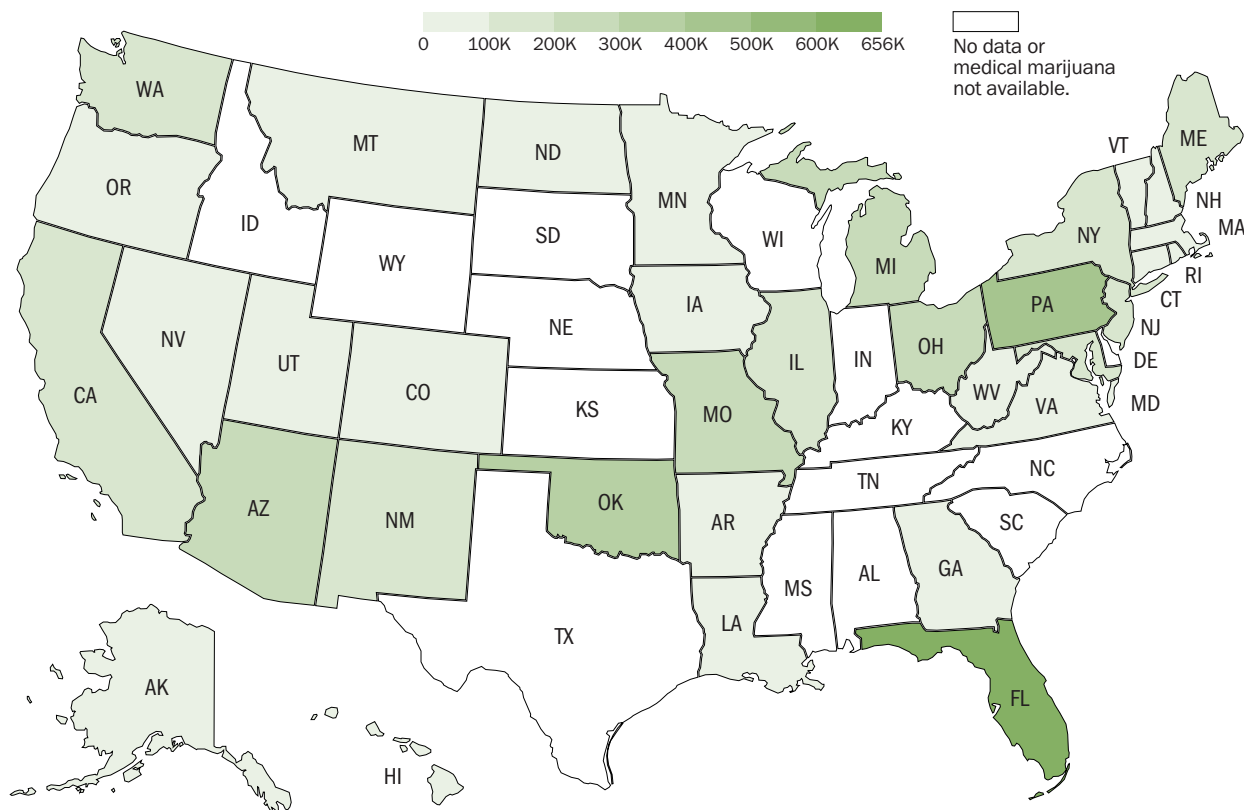 0 100K 200K 300K 400K 500K 600K 656K
No data or
medical marijuana
not available.
WA
MT
ND
VT
ME
OR
MN
ID
SD
WI
NH
NY
MA
WY
MI
RI
IA
PA
CT
NE
NJ
NV
OH
UT
IL
IN
DE
CO
WV
CA
KS
MO
VA
MD
KY
OK
TN
NC
AZ
NM
AR
SC
GA
MS
AL
LA
TX
AK
FL
HI